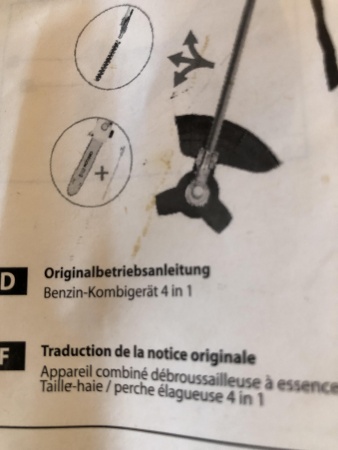 D
Originalbetriebsanleitung
Benzin-Kombigerät 4 in 1
F
Traduction de la notice originale
Appareil combiné débroussailleuse à essence
Taille-haie / perche élagueuse 4 in 1